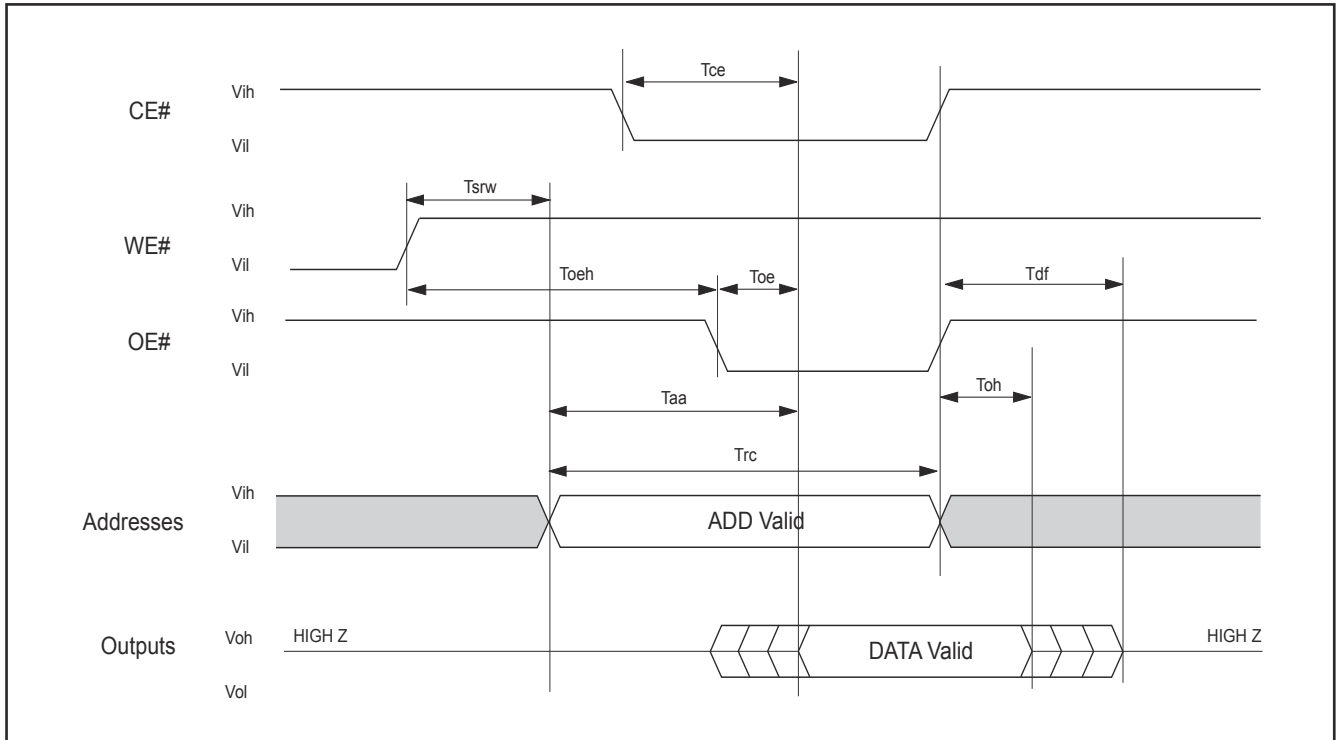 Tce
Vih
CE#
Vil
Tsrw
Vih
WE#
Vil
Toeh
Toe
Tdf
Vih
OE#
Vil
Toh
Taa
Trc
Vih
Addresses
ADD Valid
Vil
Outputs
Voh
HIGH Z
DATA Valid
HIGH Z
Vol